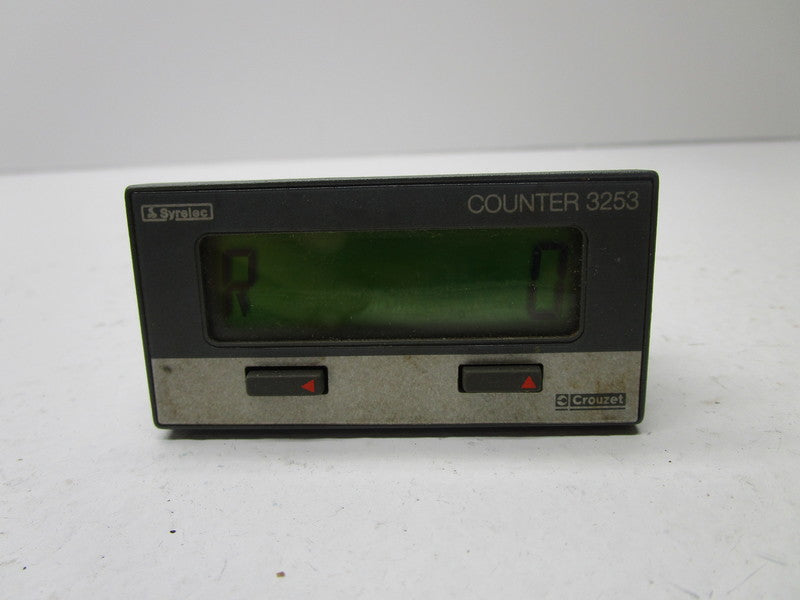 Syrelec
COUNTER 3253
R 0
Crouzet